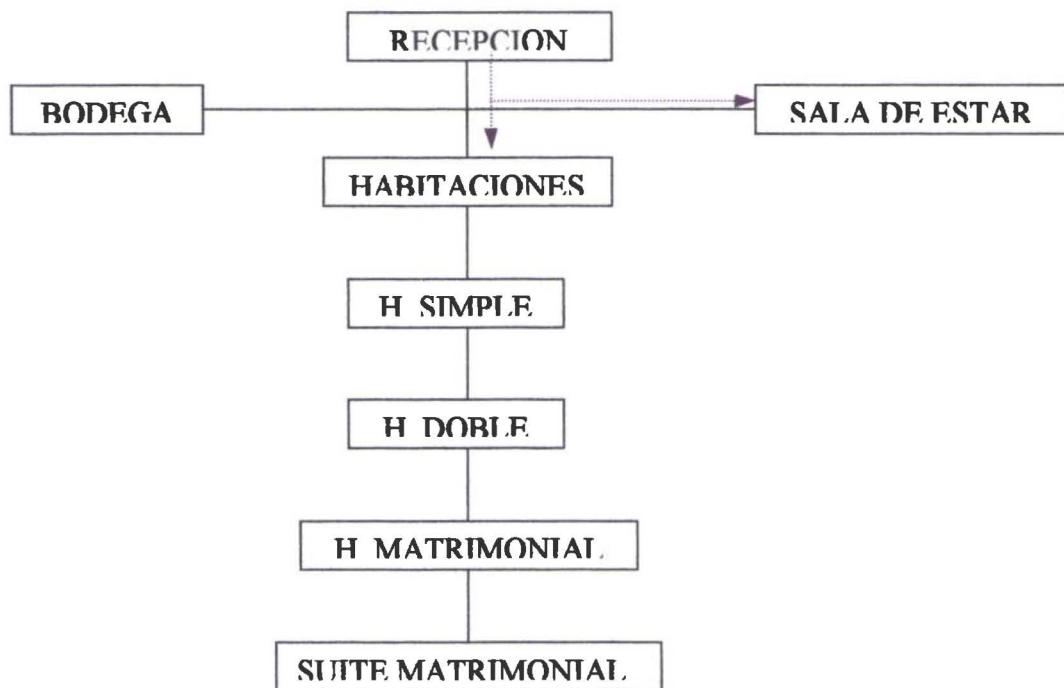 RECEPCION
BODEGA
SALA DE ESTAR
HABITACIONES
H. SIMPLE
H. DOBLE
H. MATRIMONIAL
SUITE MATRIMONIAL